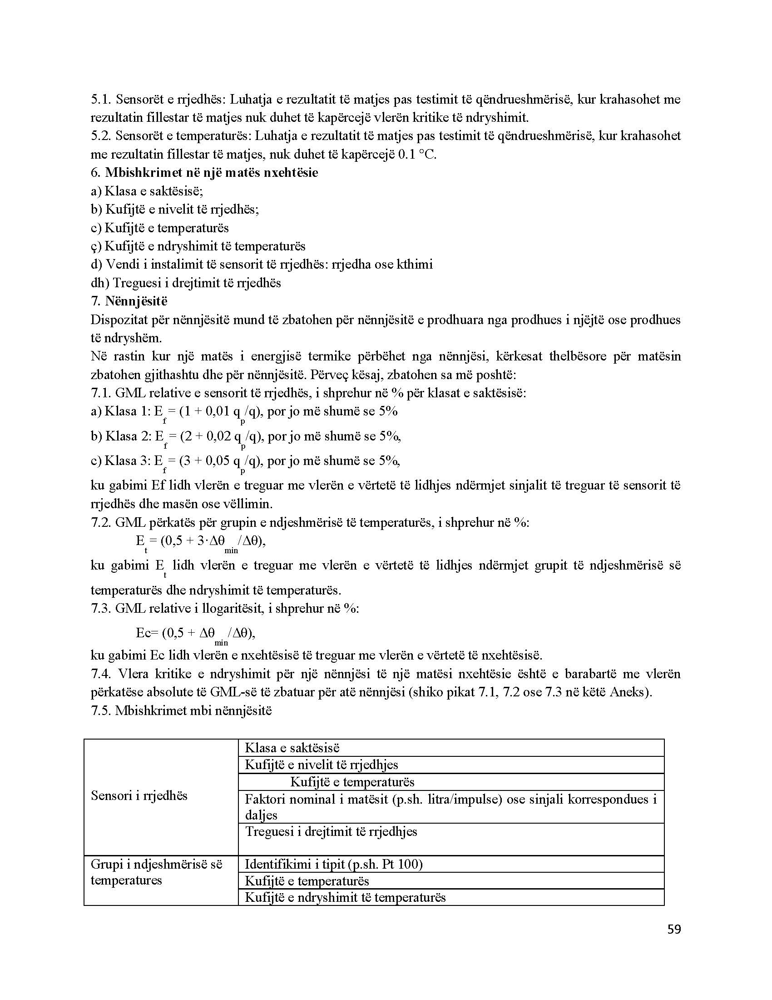 5.1. Sensorët e rrjedhës: Luhatja e rezultatit të matjes pas testimit të qëndrueshmërisë, kur krahasohet me
rezultatin fillestar të matjes nuk duhet të kapërcejë vlerën kritike të ndryshimit.
5.2. Sensorët e temperaturës: Luhatja e rezultatit të matjes pas testimit të qëndrueshmërisë, kur krahasohet
me rezultatin fillestar të matjes, nuk duhet të kapërcejë 0.1 °C.
6. Mbishkrimet në një matës nxehtësie
a) Klasa e saktësisë;
b) Kufijtë e nivelit të rrjedhës;
c) Kufijtë e temperaturës
ç) Kufijtë e ndryshimit të temperaturës
d) Vendi i instalimit të sensorit të rrjedhës: rrjedha ose kthimi
dh) Treguesi i drejtimit të rrjedhës
7. Nënnjësitë
Dispozitat për nënnjësitë mund të zbatohen për nënnjësitë e prodhuara nga prodhues i njëjtë ose prodhues
të ndryshëm.
Në rastin kur një matës i energjisë termike përbëhet nga nënnjësi, kërkesat thelbësore për matësin
zbatohen gjithashtu dhe për nënnjësitë. Përveç kësaj, zbatohen sa më poshtë:
7.1. GML relative e sensorit të rrjedhës, i shprehur në % për klasat e saktësisë:
a) Klasa 1: E_f = (1 + 0,01 q_p/q), por jo më shumë se 5%
b) Klasa 2: E_f = (2 + 0,02 q_p/q), por jo më shumë se 5%,
c) Klasa 3: E_f = (3 + 0,05 q_p/q), por jo më shumë se 5%,
ku gabimi Ef lidh vlerën e treguar me vlerën e vërtetë të lidhjes ndërmjet sinjalit të treguar të sensorit të
rrjedhës dhe masën ose vëllimin.
7.2. GML përkatës për grupin e ndjeshmërisë të temperaturës, i shprehur në %:
E_t = (0,5 + 3·Δθ_min/Δθ),
ku gabimi E_t lidh vlerën e treguar me vlerën e vërtetë të lidhjes ndërmjet grupit të ndjeshmërisë së
temperaturës dhe ndryshimit të temperaturës.
7.3. GML relative i llogaritësit, i shprehur në %:
Ec= (0,5 + Δθ_min/Δθ),
ku gabimi Ec lidh vlerën e nxehtësisë të treguar me vlerën e vërtetë të nxehtësisë.
7.4. Vlera kritike e ndryshimit për një nënnjësi të një matësi nxehtësie është e barabartë me vlerën
përkatëse absolute të GML-së të zbatuar për atë nënnjësi (shiko pikat 7.1, 7.2 ose 7.3 në këtë Aneks).
7.5. Mbishkrimet mbi nënnjësitë
Sensori i rrjedhës
Klasa e saktësisë
Kufijtë e nivelit të rrjedhjes
Kufijtë e temperaturës
Faktori nominal i matësit (p.sh. litra/impulse) ose sinjali korrespondues i
daljes
Treguesi i drejtimit të rrjedhjes
Grupi i ndjeshmërisë së
temperatures
Identifikimi i tipit (p.sh. Pt 100)
Kufijtë e temperaturës
Kufijtë e ndryshimit të temperaturës
59